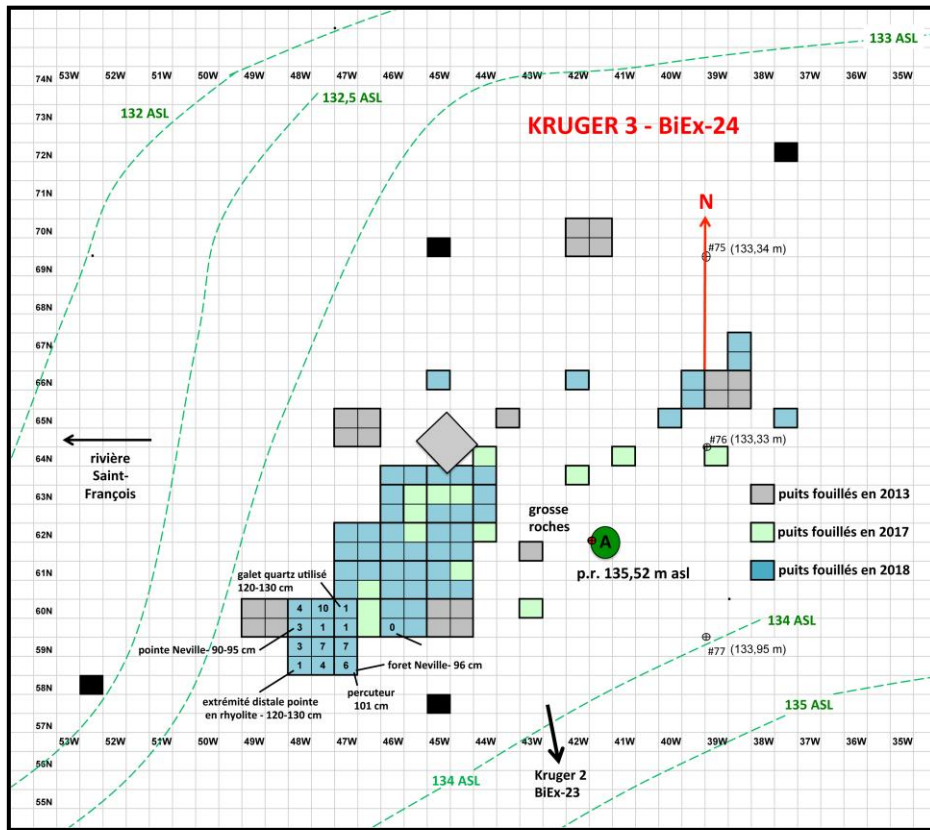 133 ASL
74N
53W 52W 51W 50W 49W 48W 47W 46W 45W 44W 42W 41W 40W 39W 38W 37W 36W 35W
73N
132 ASL
132,5 ASL
KRUGER 3 - BiEx-24
72N
71N
N
70N
#75 (133,34 m)
69N
68N
67N
66N
65N
#76 (133,33 m)
rivière
Saint-
François
64N
63N
grosse
roches
puits fouillés en 2013
puits fouillés en 2017
puits fouillés en 2018
62N
A
p.r. 135,52 m asl
61N
galet quartz utilisé
120-130 cm
60N
4 10 1
3 1 1
0
134 ASL
pointe Neville- 90-95 cm
#77 (133,95 m)
59N
3 7 7
1 4 6
foret Neville- 96 cm
percuteur
101 cm
58N
extrémité distale pointe
en rhyolite - 120-130 cm
57N
135 ASL
53W 52W 51W 50W 49W 48W 47W 46W 45W 44W 42W 41W 40W 39W 38W 37W 36W 35W
56N
134 ASL
Kruger 2
BiEx-23
55N